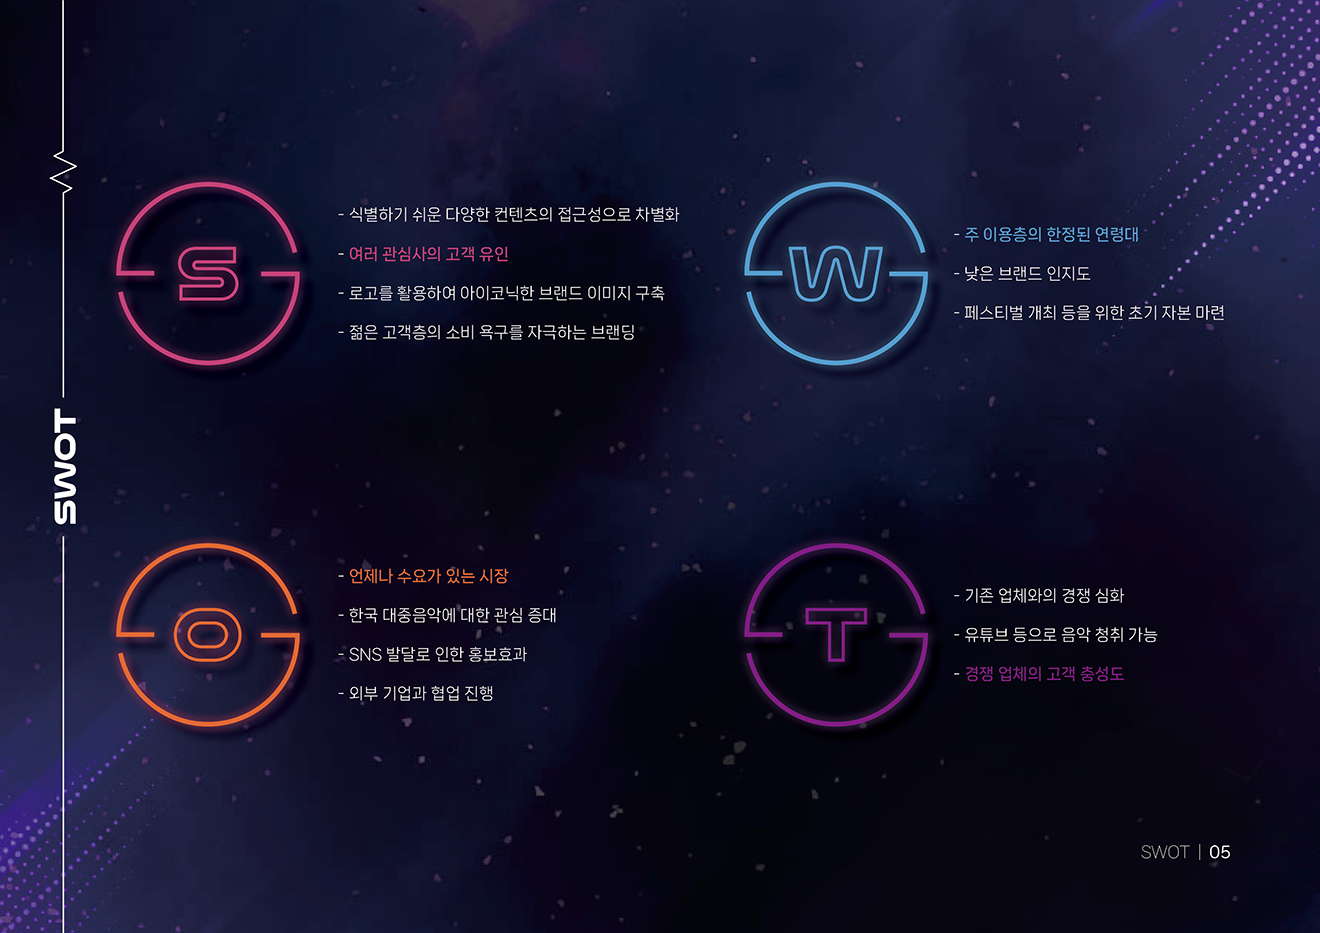 SWOT
S
- 식별하기 쉬운 다양한 컨텐츠의 접근성으로 차별화
- 여러 관심사의 고객 유인
- 로고를 활용하여 아이코닉한 브랜드 이미지 구축
- 젊은 고객층의 소비 욕구를 자극하는 브랜딩
W
- 주 이용층의 한정된 연령대
- 낮은 브랜드 인지도
- 페스티벌 개최 등을 위한 초기 자본 마련
O
- 언제나 수요가 있는 시장
- 한국 대중음악에 대한 관심 증대
- SNS 발달로 인한 홍보효과
- 외부 기업과 협업 진행
T
- 기존 업체와의 경쟁 심화
- 유튜브 등으로 음악 청취 가능
- 경쟁 업체의 고객 충성도
SWOT | 05